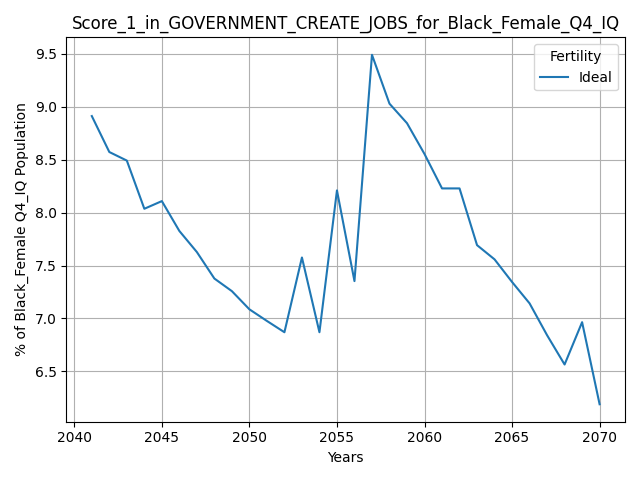 Score_1_in_GOVERNMENT_CREATE_JOBS_for_Black_Female_Q4_IQ
Fertility
Ideal
% of Black_Female Q4_IQ Population
9.5
9.0
8.5
8.0
7.5
7.0
6.5
2040
2045
2050
2055
2060
2065
2070
Years